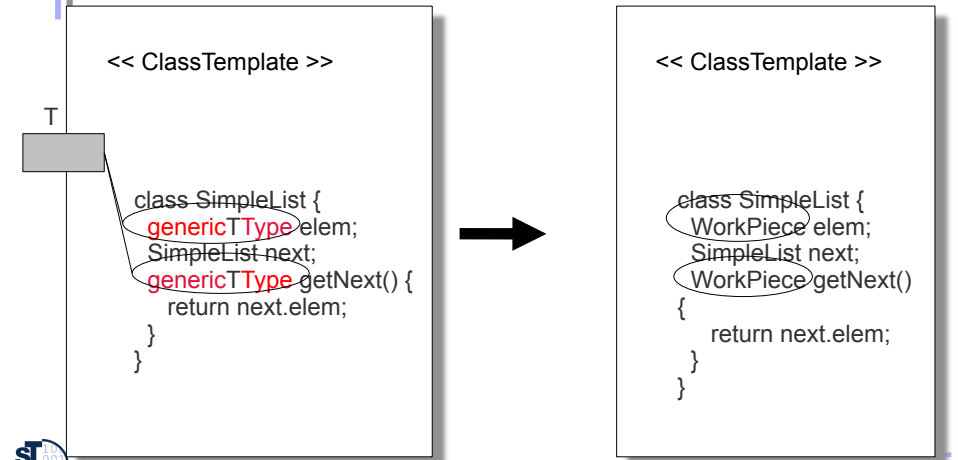 << ClassTemplate >>
T
class SimpleList {
genericTType elem;
SimpleList next;
genericTType getNext() {
return next.elem;
}
}
<< ClassTemplate >>
class SimpleList {
WorkPiece elem;
SimpleList next;
WorkPiece getNext()
{
return next.elem;
}
}
ST